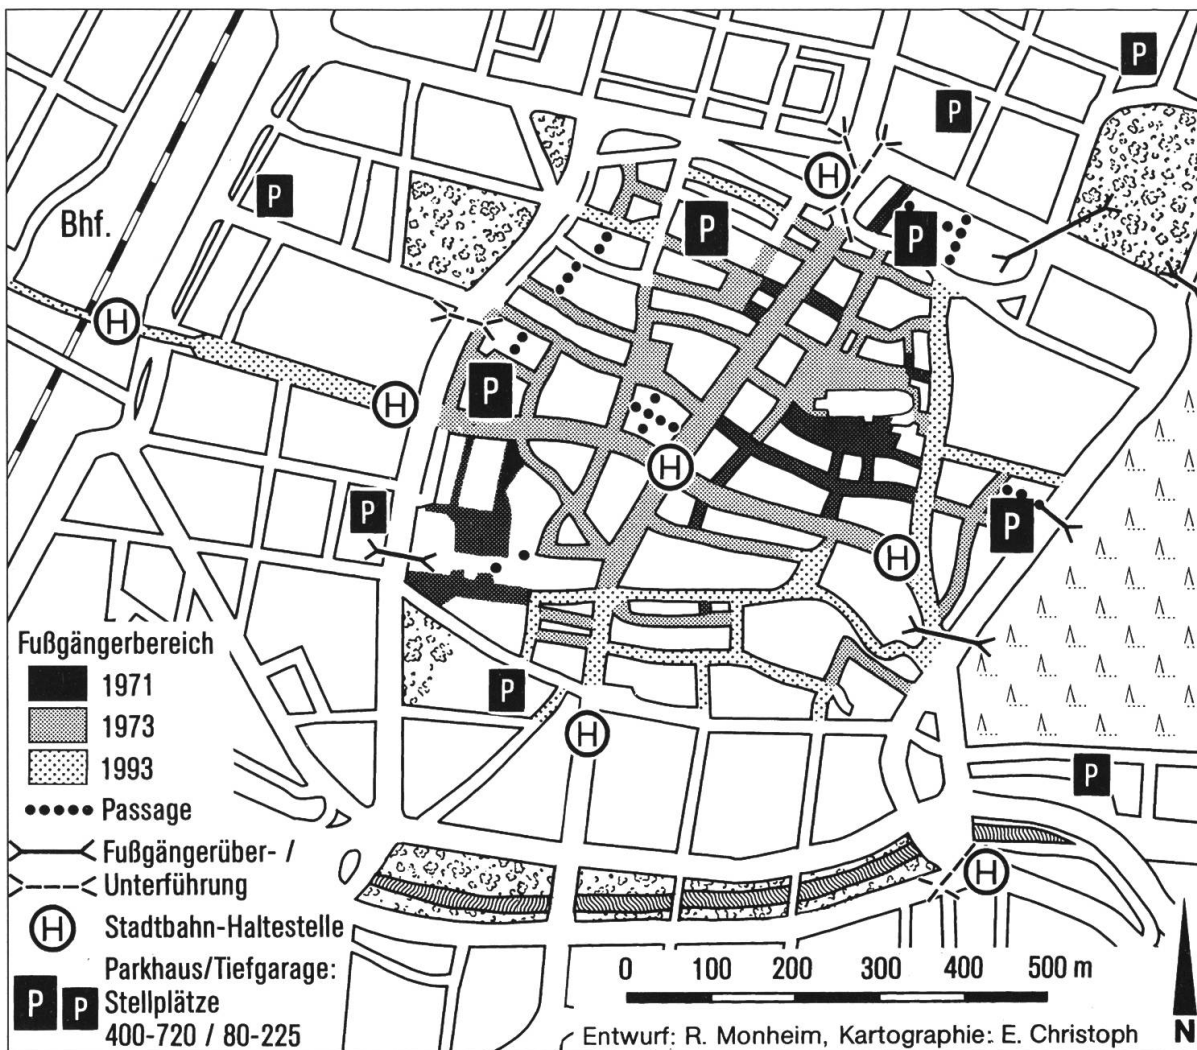 P
P
H
P
P
P
Bhf.
H
P
H
H
P
P
H
Fußgängerbereich
1971
1973
1993
P
H
Passage
P
Fußgängerüber- /
Unterführung
H
H Stadtbahn-Haltestelle
Parkhaus/Tiefgarage:
P P Stellplätze
400-720 / 80-225
0 100 200 300 400 500 m
N
Entwurf: R. Monheim, Kartographie: E. Christoph